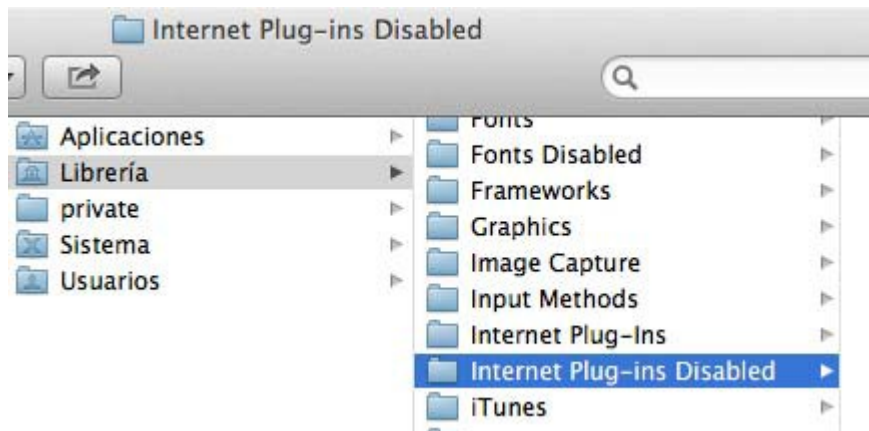 Internet Plug-ins Disabled
Aplicaciones
Librería
private
Sistema
Usuarios
Fonts
Fonts Disabled
Frameworks
Graphics
Image Capture
Input Methods
Internet Plug-Ins
Internet Plug-ins Disabled
iTunes